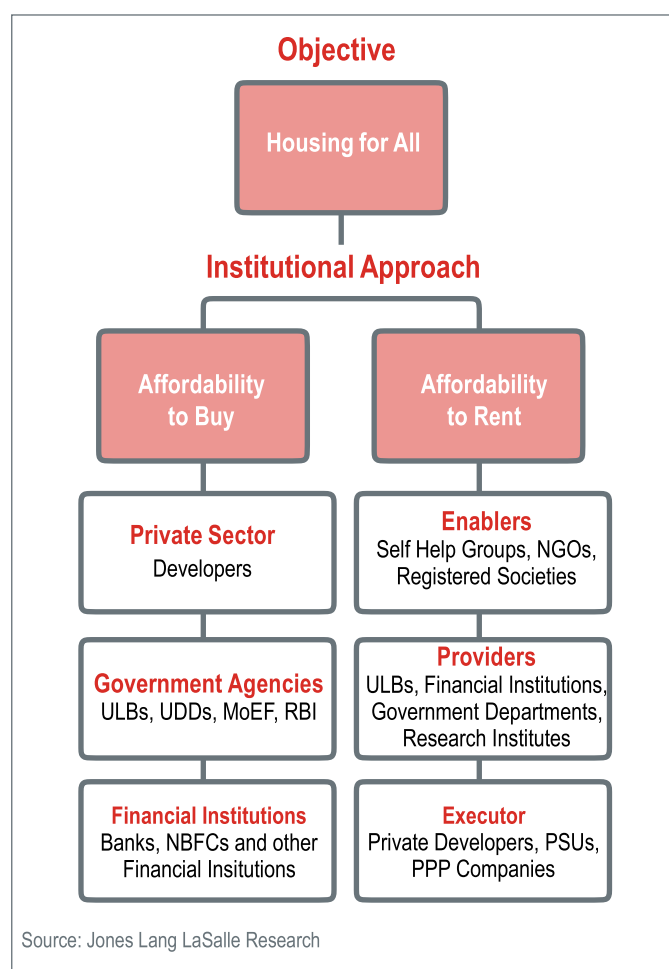 Objective
Housing for All
Institutional Approach
Affordability
to Buy
Private Sector
Developers
Government Agencies
ULBs, UDDs, MoEF, RBI
Financial Institutions
Banks, NBFCs and other
Financial Insitutions
Affordability
to Rent
Enablers
Self Help Groups, NGOs,
Registered Societies
Providers
ULBs, Financial Institutions,
Government Departments,
Research Institutes
Executor
Private Developers, PSUs,
PPP Companies
Source: Jones Lang LaSalle Research